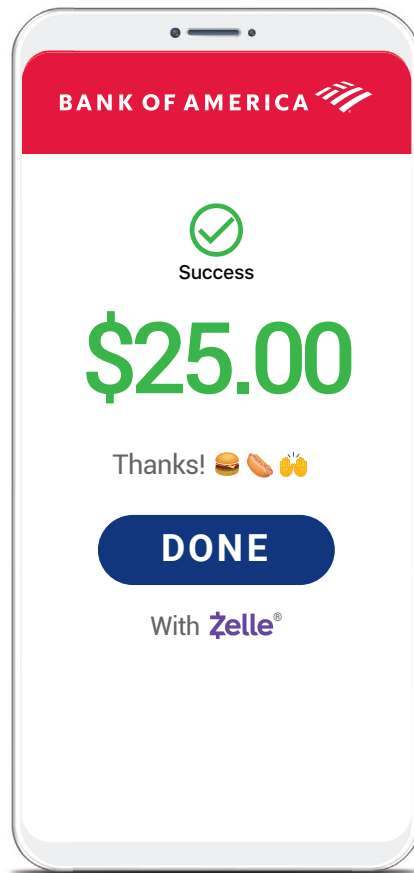 BANK OF AMERICA
Success
$25.00
Thanks! 🍔 🌭 🙌
DONE
With Zelle®